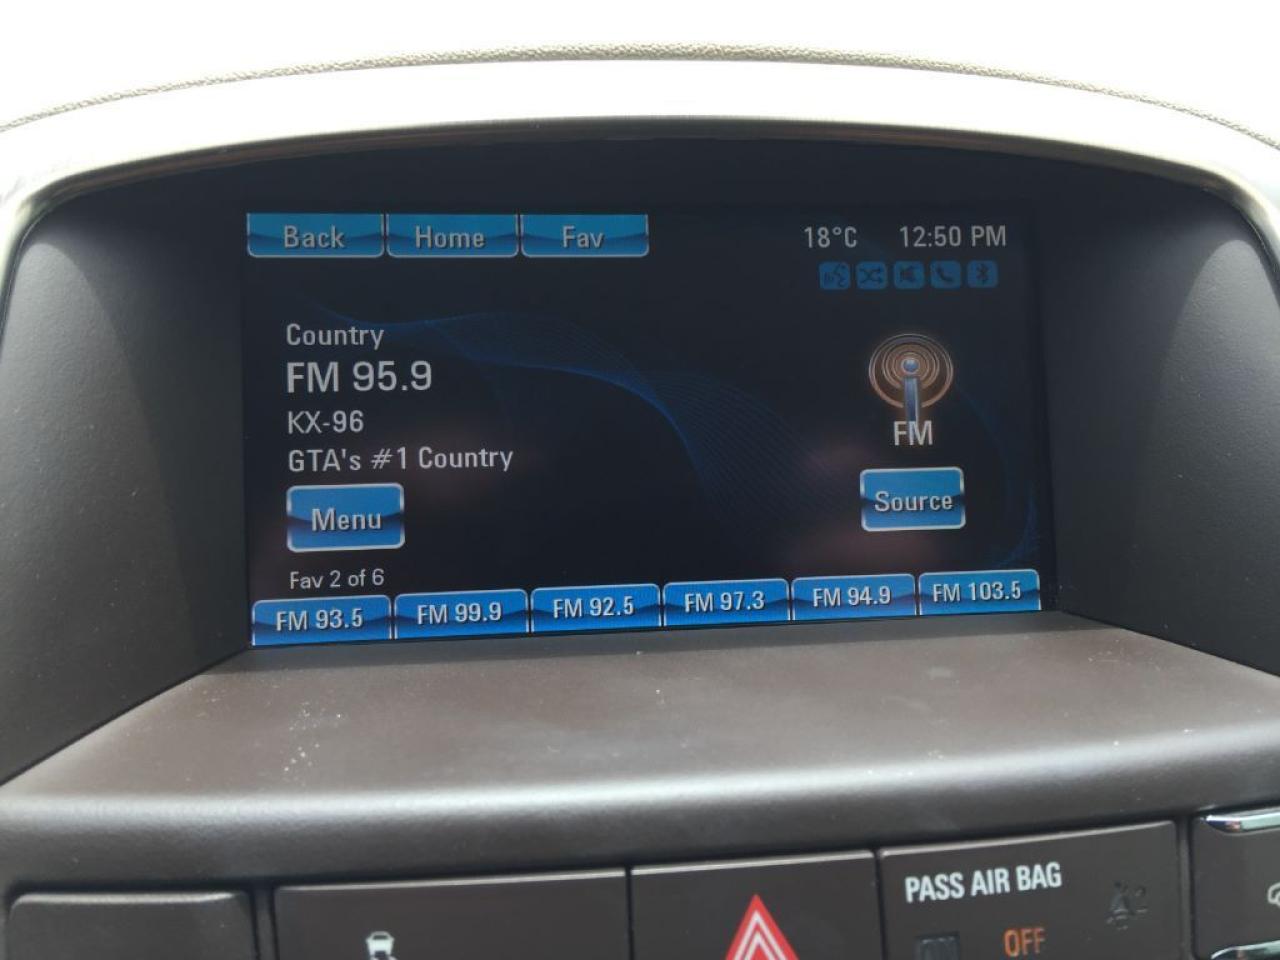 Back Home Fav 18°C 12:50 PM
Country
FM 95.9
KX-96
GTA's #1 Country
FM
Menu
Source
Fav 2 of 6
FM 93.5 FM 99.9 FM 92.5 FM 97.3 FM 94.9 FM 103.5
PASS AIR BAG
ON OFF